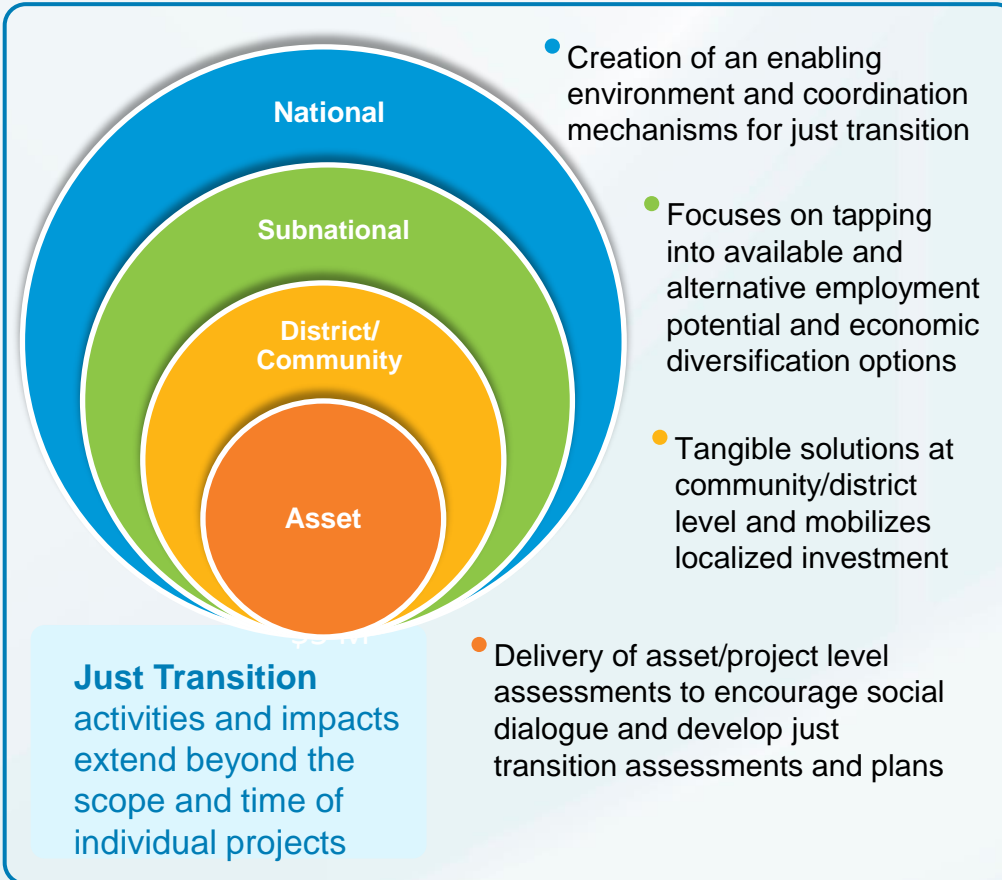 National
Subnational
District/
Community
Asset
Creation of an enabling
environment and coordination
mechanisms for just transition
Focuses on tapping
into available and
alternative employment
potential and economic
diversification options
Tangible solutions at
community/district
level and mobilizes
localized investment
Delivery of asset/project level
assessments to encourage social
dialogue and develop just
transition assessments and plans
Just Transition
activities and impacts
extend beyond the
scope and time of
individual projects